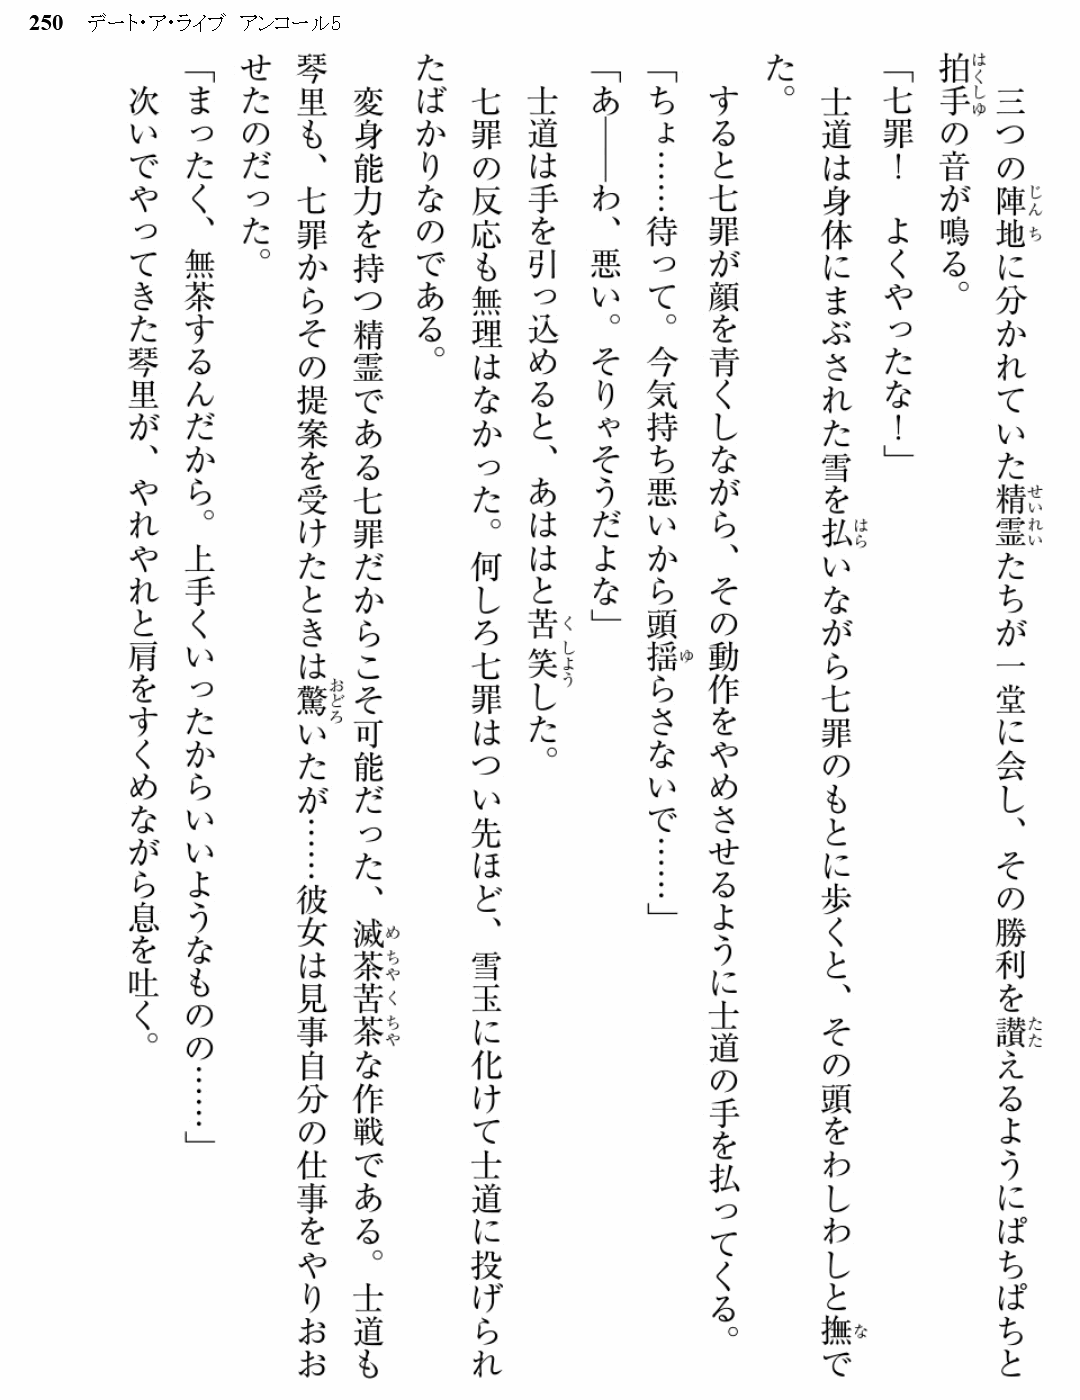 250 デート・ア・ライブ アンコール5
三つの陣地に分かれていた精霊たちが一堂に会し、その勝利を讃えるようにぱちぱちと
拍手の音が鳴る。
「七罪！　よくやったな！」
士道は身体にまぶされた雪を払いながら七罪のもとに歩くと、その頭をわしわしと撫で
た。
すると七罪が顔を青くしながら、その動作をやめさせるように士道の手を払ってくる。
「ちょ……待って。今気持ち悪いから頭揺らさないで……」
「あ――わ、悪い。そりゃそうだよな」
士道は手を引っ込めると、あははと苦笑した。
七罪の反応も無理はなかった。何しろ七罪はつい先ほど、雪玉に化けて士道に投げられ
たばかりなのである。
変身能力を持つ精霊である七罪だからこそ可能だった、滅茶苦茶な作戦である。士道も
琴里も、七罪からその提案を受けたときは驚いたが……彼女は見事自分の仕事をやりおお
せたのだった。
「まったく、無茶するんだから。上手くいったからいいようなものの……」
次いでやってきた琴里が、やれやれと肩をすくめながら息を吐く。